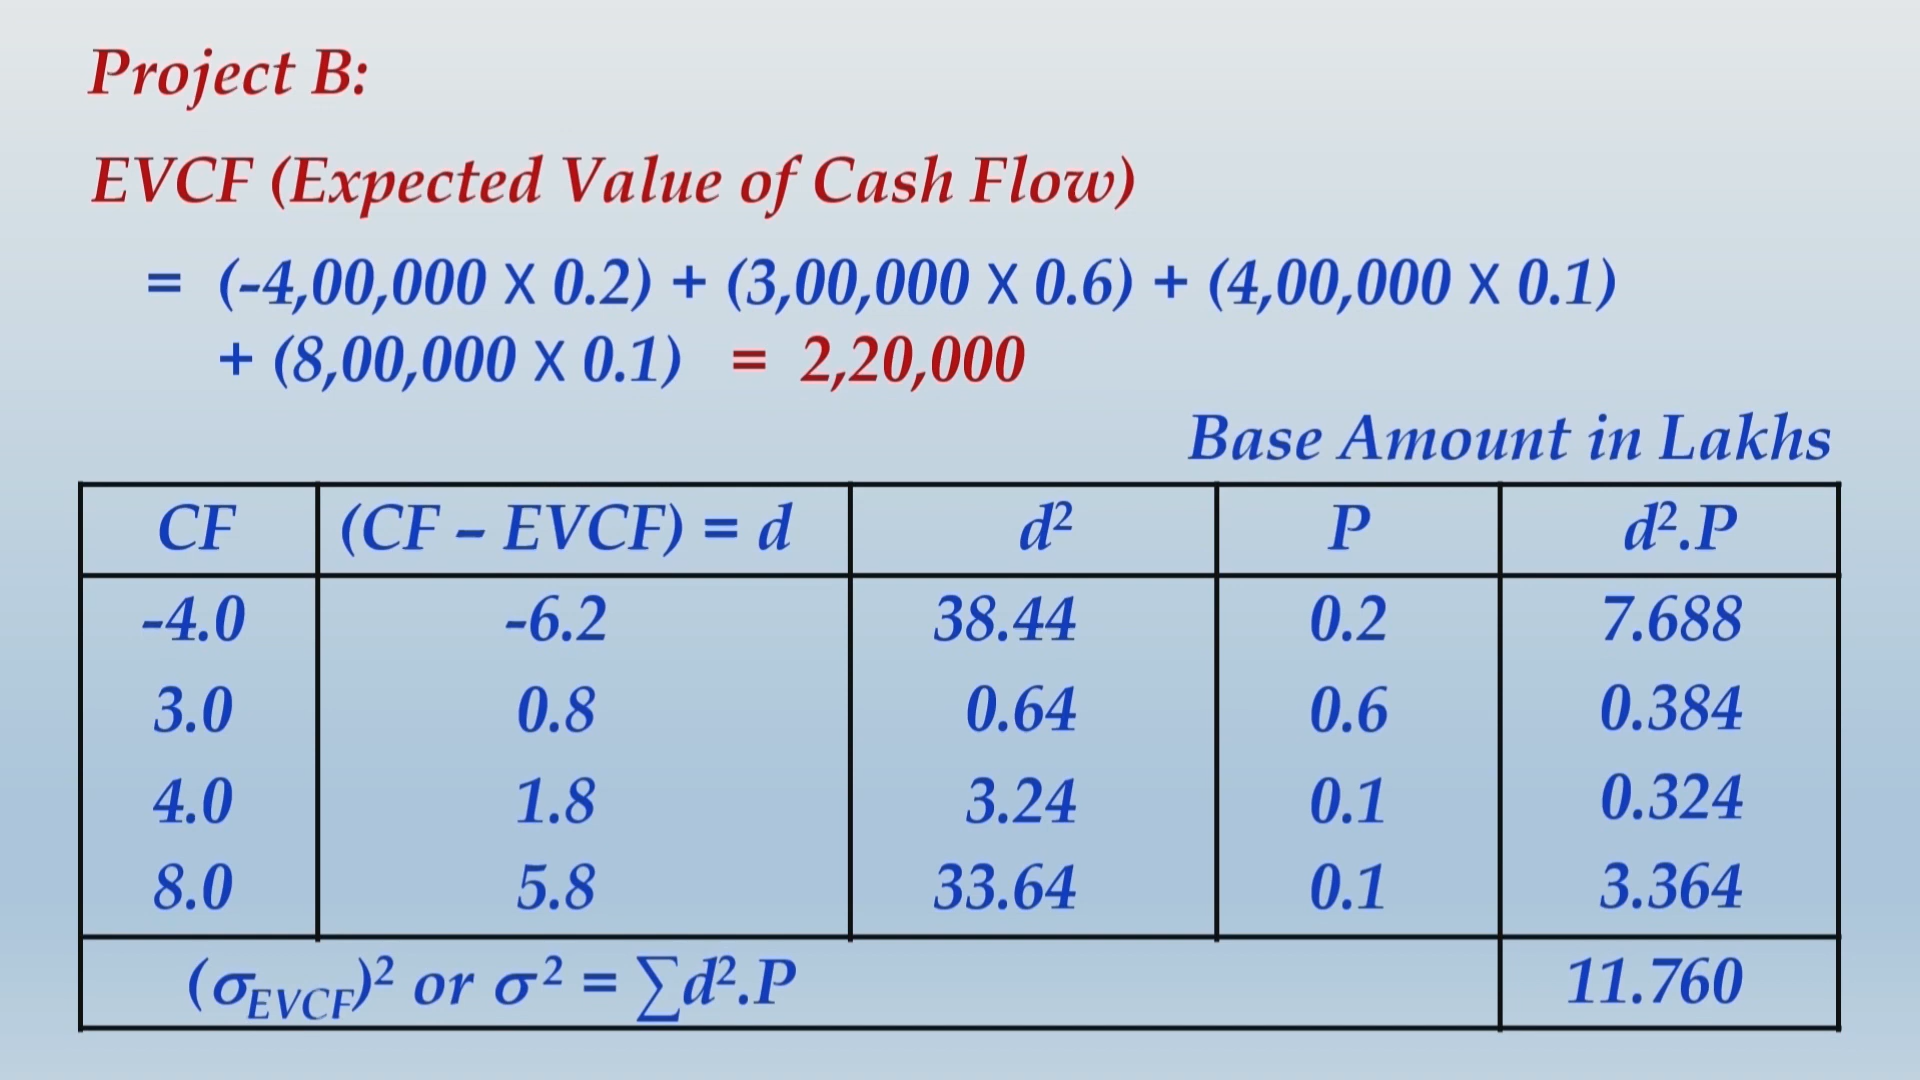 Project B:
EVCF (Expected Value of Cash Flow)
= (-4,00,000 X 0.2) + (3,00,000 X 0.6) + (4,00,000 X 0.1)
+ (8,00,000 X 0.1) = 2,20,000
Base Amount in Lakhs
CF (CF – EVCF) = d d² P d².P
-4.0 -6.2 38.44 0.2 7.688
3.0 0.8 0.64 0.6 0.384
4.0 1.8 3.24 0.1 0.324
8.0 5.8 33.64 0.1 3.364
(σEVCF)² or σ² = ∑d².P 11.760